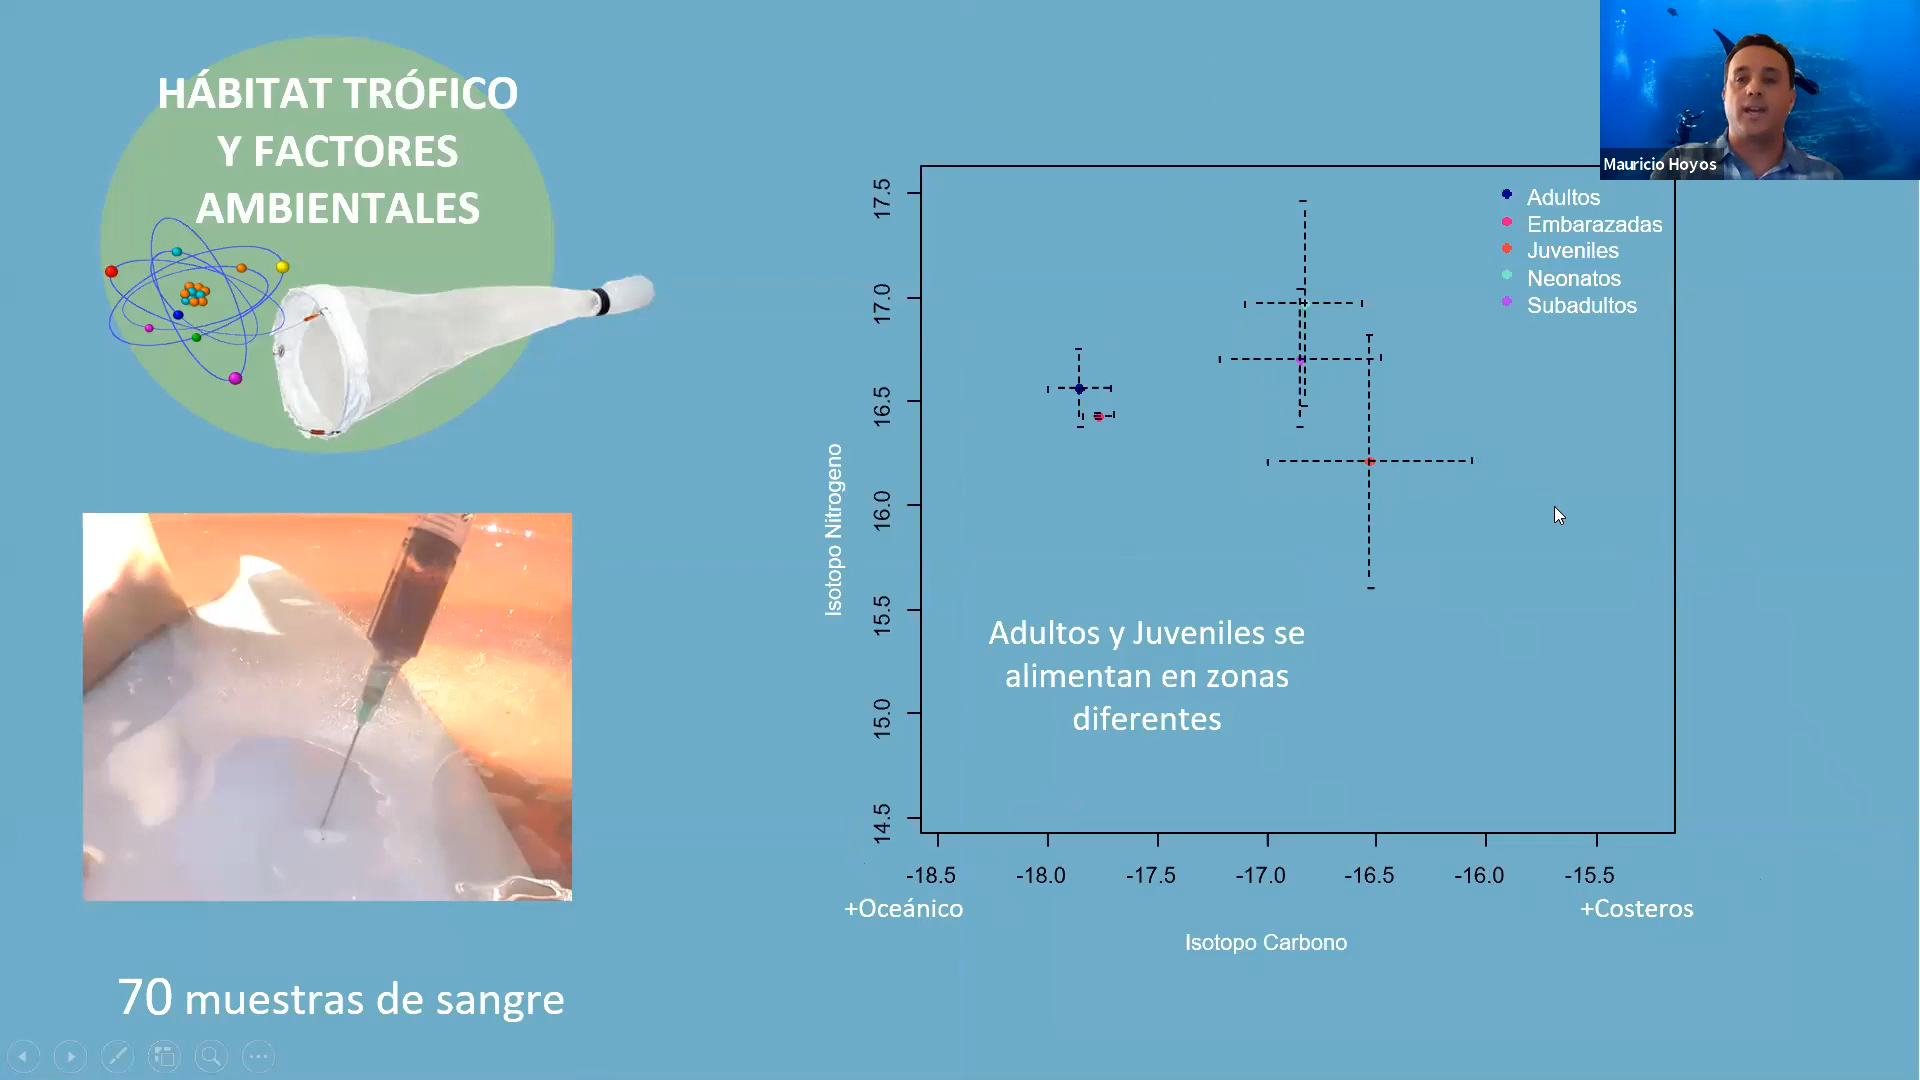 HÁBITAT TRÓFICO
Y FACTORES
AMBIENTALES
Mauricio Hoyos
Adultos
Embarazadas
Juveniles
Neonatos
Subadultos
17.5
17.0
16.5
16.0
15.5
15.0
14.5
Isotopo Nitrogeno
Adultos y Juveniles se
alimentan en zonas
diferentes
-18.5 -18.0 -17.5 -17.0 -16.5 -16.0 -15.5
+Oceánico +Costeros
Isotopo Carbono
70 muestras de sangre